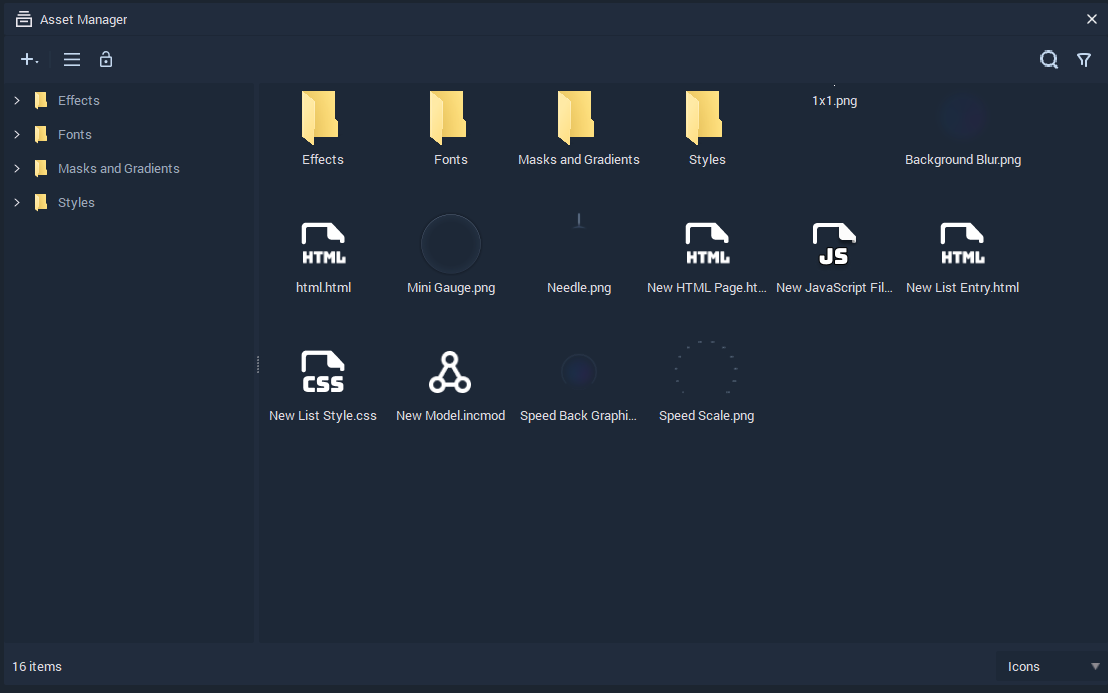 Asset Manager
Effects
Fonts
Masks and Gradients
Styles
Effects
Fonts
Masks and Gradients
Styles
1x1.png
Background Blur.png
HTML
HTML
JS
HTML
html.html
Mini Gauge.png
Needle.png
New HTML Page.ht...
New JavaScript Fil...
New List Entry.html
CSS
New List Style.css
New Model.incmod
Speed Back Graphi...
Speed Scale.png
16 items
Icons